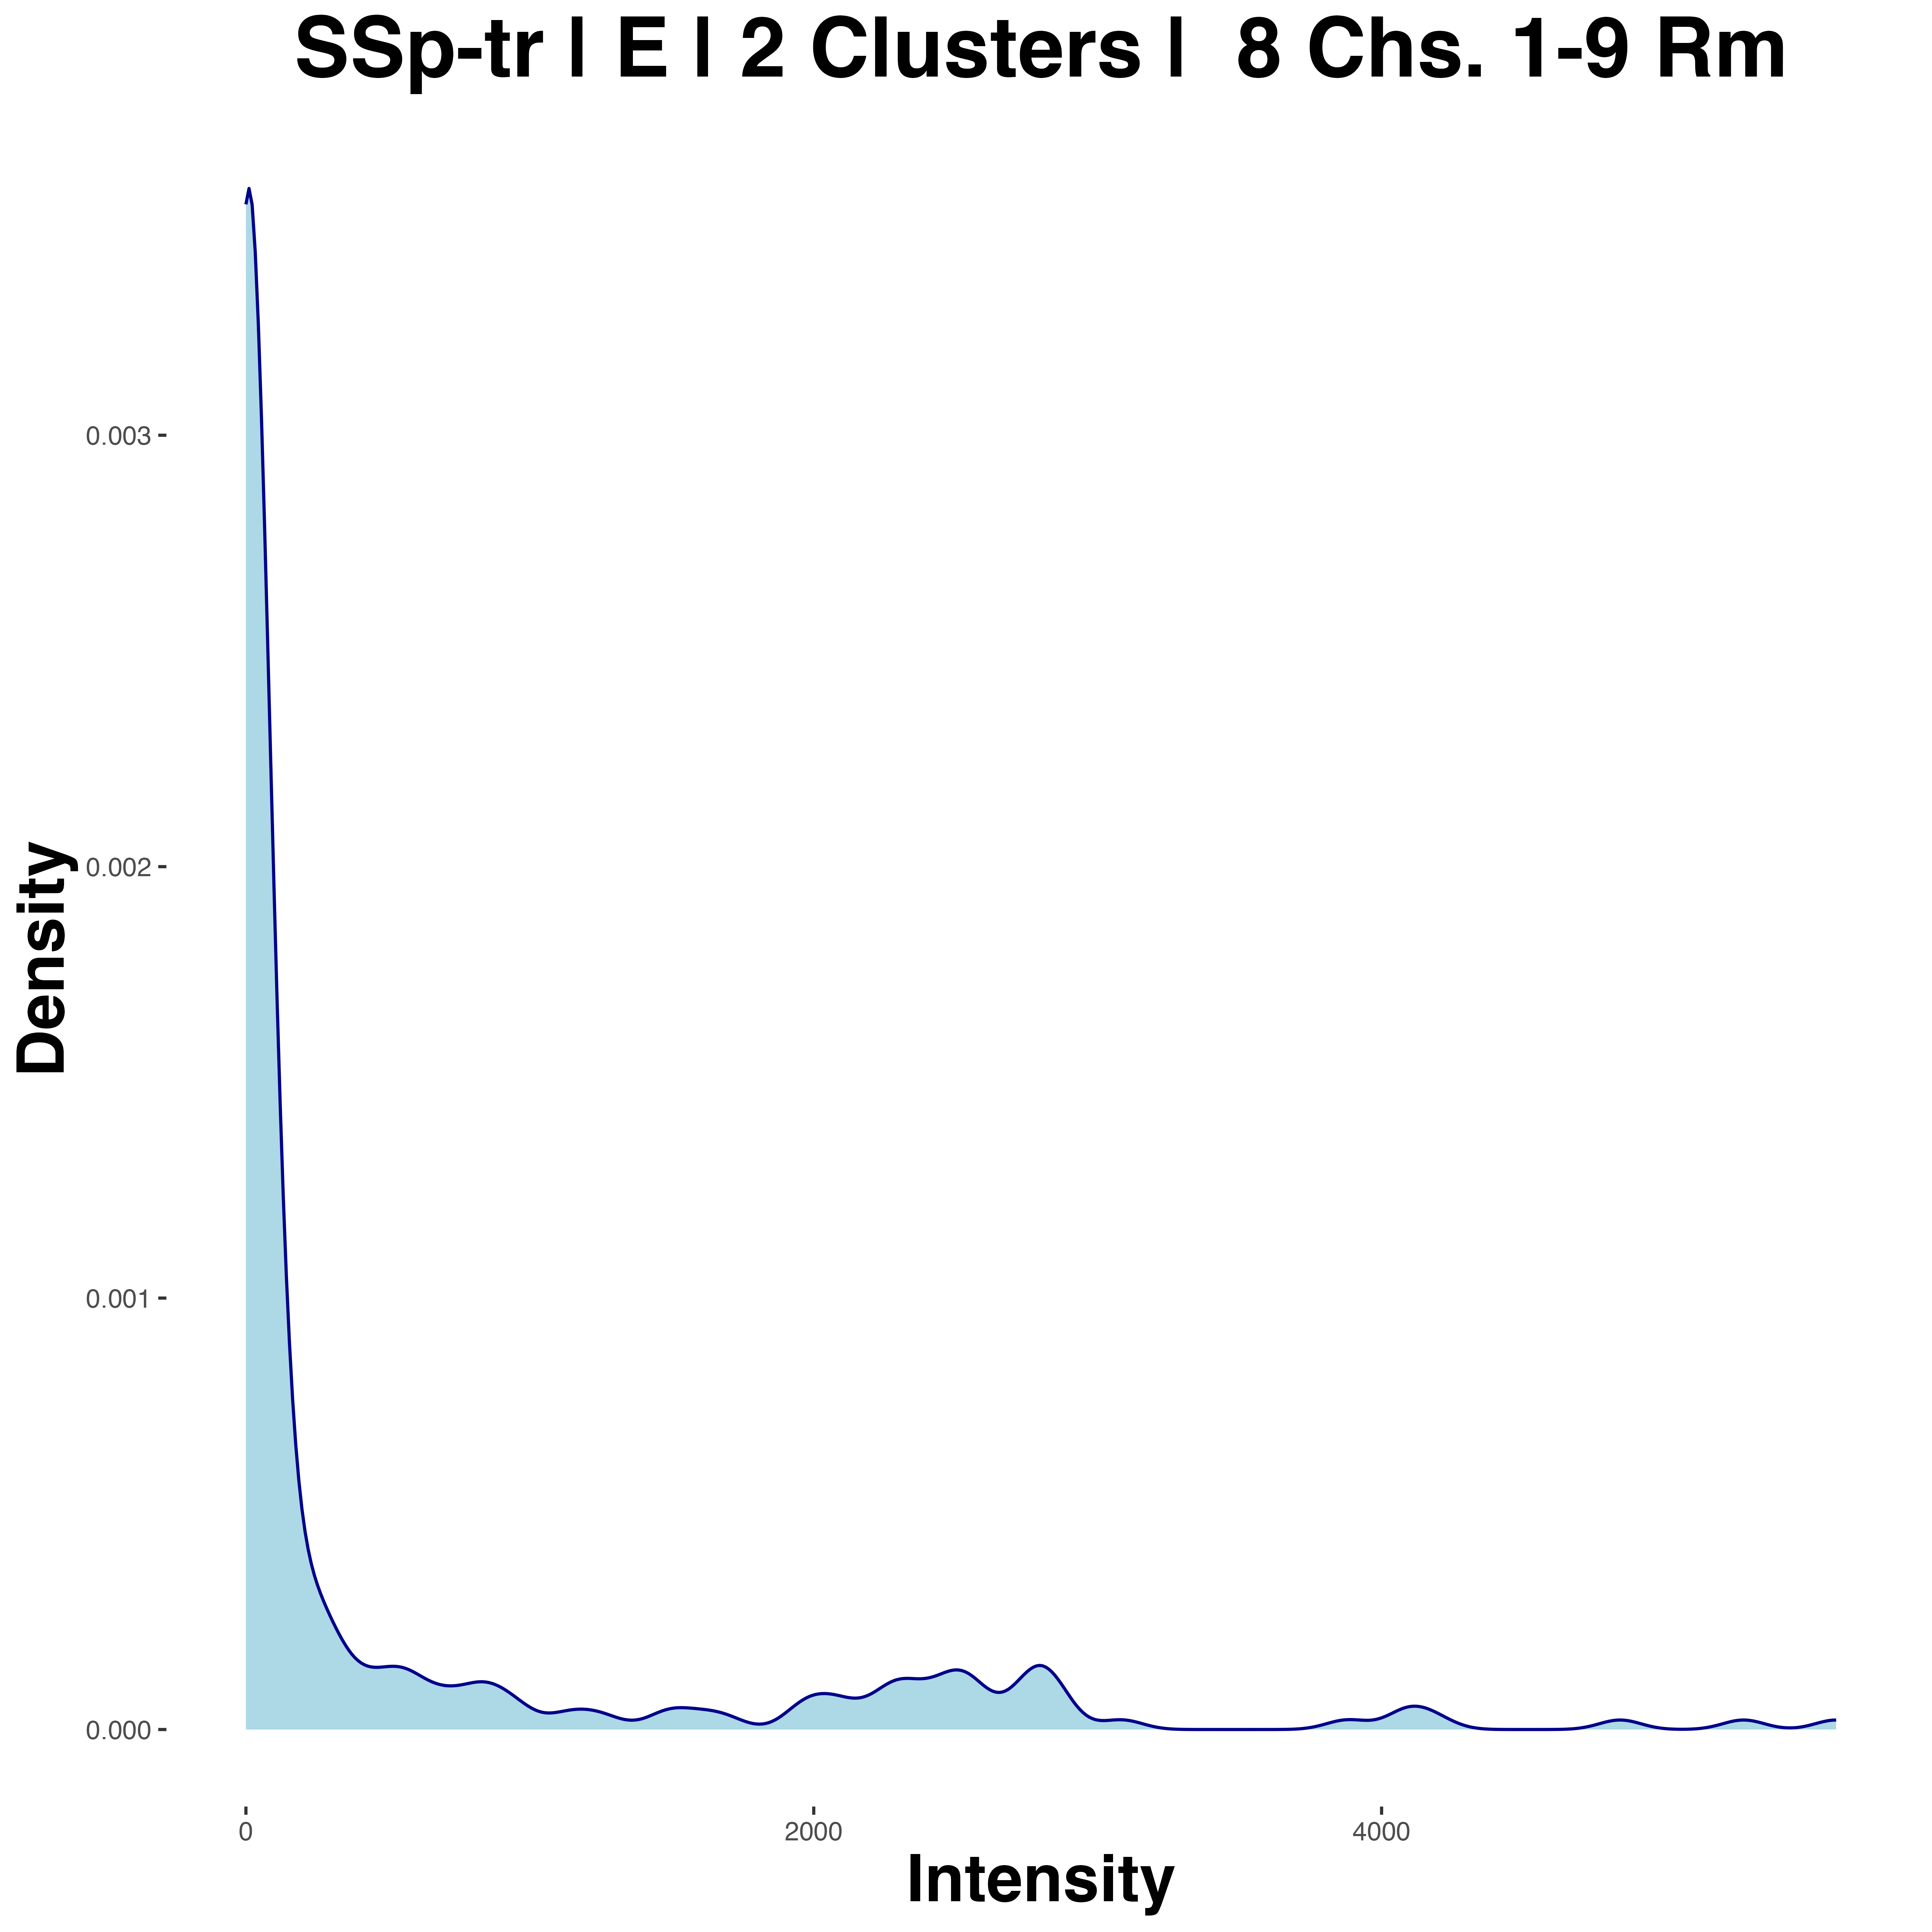 SSp-tr | E | 2 Clusters |  8 Chs. 1-9 Rm
0.003
0.002
0.001
0.000
Density
0
2000
4000
Intensity